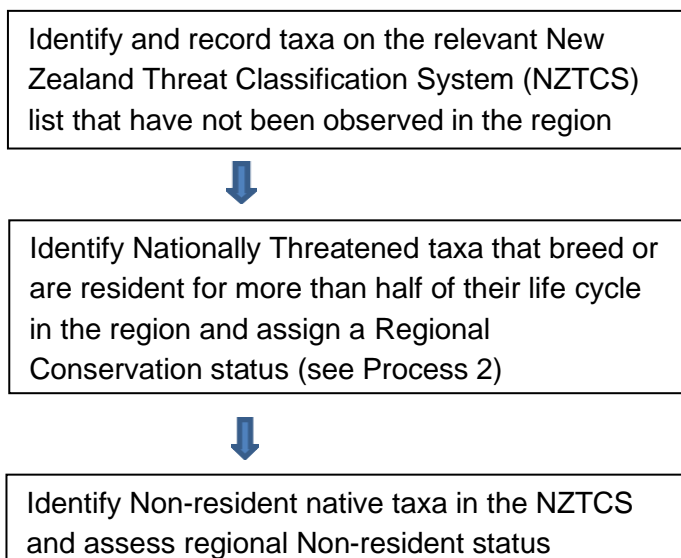 Identify and record taxa on the relevant New
Zealand Threat Classification System (NZTCS)
list that have not been observed in the region
Identify Nationally Threatened taxa that breed or
are resident for more than half of their life cycle
in the region and assign a Regional
Conservation status (see Process 2)
Identify Non-resident native taxa in the NZTCS
and assess regional Non-resident status